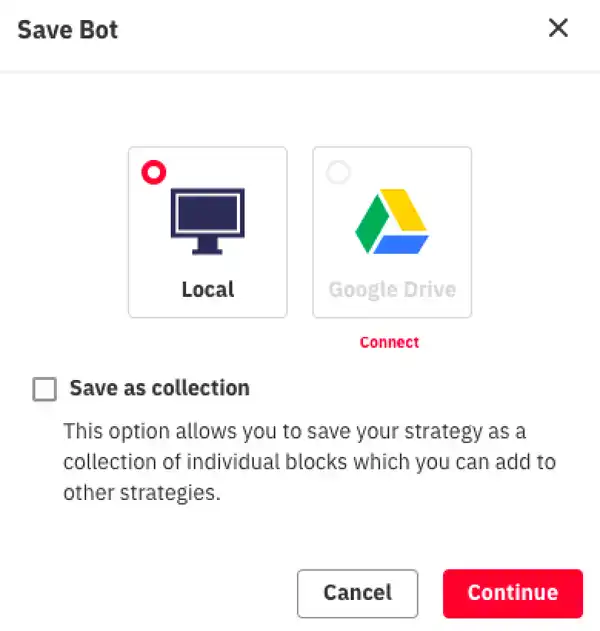 Save Bot
Local
Google Drive
Connect
Save as collection
This option allows you to save your strategy as a
collection of individual blocks which you can add to
other strategies.
Cancel
Continue